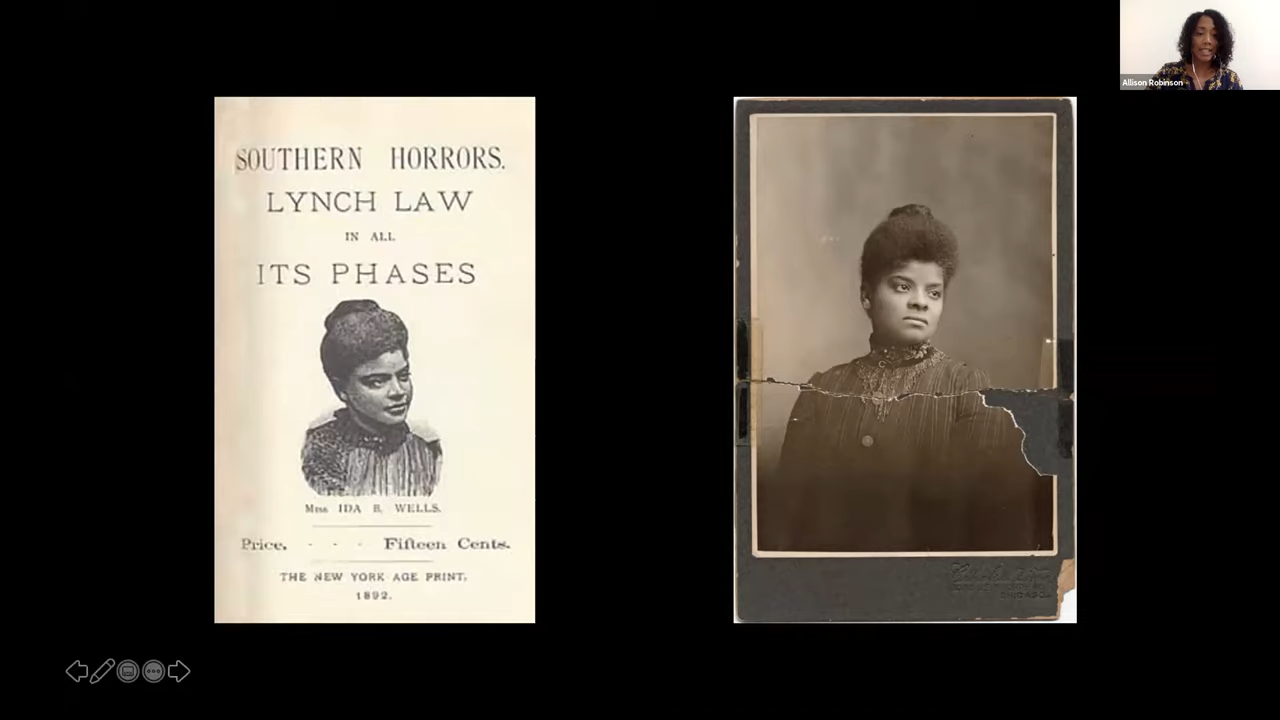 SOUTHERN HORRORS.
LYNCH LAW
IN ALL
ITS PHASES
Miss IDA B. WELLS.
Price, - - - Fifteen Cents.
THE NEW YORK AGE PRINT,
1892.
Allison Robinson
CHICAGO